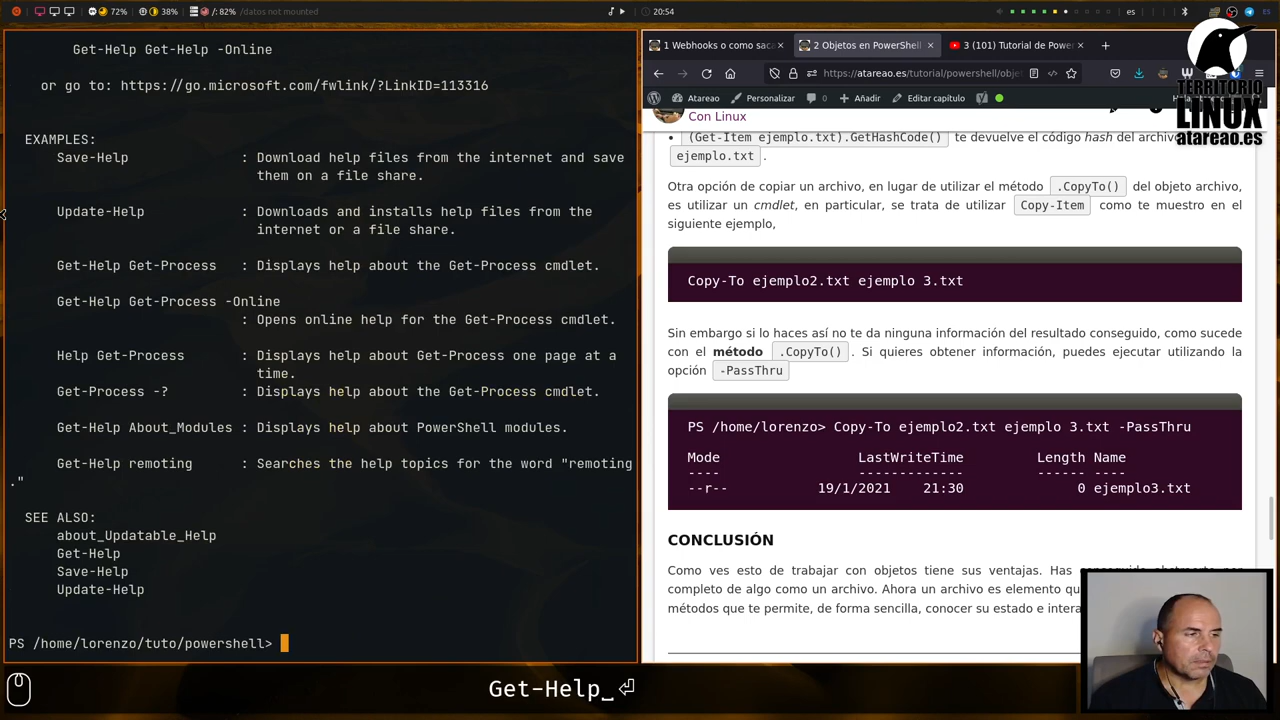 72%
38%
/: 82%
/datos not mounted
20:54
es
ES
Get-Help Get-Help -Online
or go to: https://go.microsoft.com/fwlink/?LinkID=113316
EXAMPLES:
Save-Help : Download help files from the internet and save
them on a file share.
Update-Help : Downloads and installs help files from the
internet or a file share.
Get-Help Get-Process : Displays help about the Get-Process cmdlet.
Get-Help Get-Process -Online
: Opens online help for the Get-Process cmdlet.
Help Get-Process : Displays help about Get-Process one page at a
time.
Get-Process -? : Displays help about the Get-Process cmdlet.
Get-Help About_Modules : Displays help about PowerShell modules.
Get-Help remoting : Searches the help topics for the word "remoting
."
SEE ALSO:
about_Updatable_Help
Get-Help
Save-Help
Update-Help
PS /home/lorenzo/tuto/powershell>
Get-Help_⏎
1 Webhooks o como saca
2 Objetos en PowerShell
3 (101) Tutorial de Power
https://atareao.es/tutorial/powershell/obje
Atareao
Personalizar
0
Añadir
Editar capítulo
TERRITORIO
LINUX
atareao.es
Con Linux
(Get-Item ejemplo.txt).GetHashCode() te devuelve el código hash del archivo
ejemplo.txt .
Otra opción de copiar un archivo, en lugar de utilizar el método .CopyTo() del objeto archivo,
es utilizar un cmdlet, en particular, se trata de utilizar Copy-Item como te muestro en el
siguiente ejemplo,
Copy-To ejemplo2.txt ejemplo 3.txt
Sin embargo si lo haces así no te da ninguna información del resultado conseguido, como sucede
con el método .CopyTo() . Si quieres obtener información, puedes ejecutar utilizando la
opción -PassThru
PS /home/lorenzo> Copy-To ejemplo2.txt ejemplo 3.txt -PassThru
Mode LastWriteTime Length Name
---- ------------- ------ ----
--r-- 19/1/2021 21:30 0 ejemplo3.txt
CONCLUSIÓN
Como ves esto de trabajar con objetos tiene sus ventajas. Has
completo de algo como un archivo. Ahora un archivo es elemento
métodos que te permite, de forma sencilla, conocer su estado e